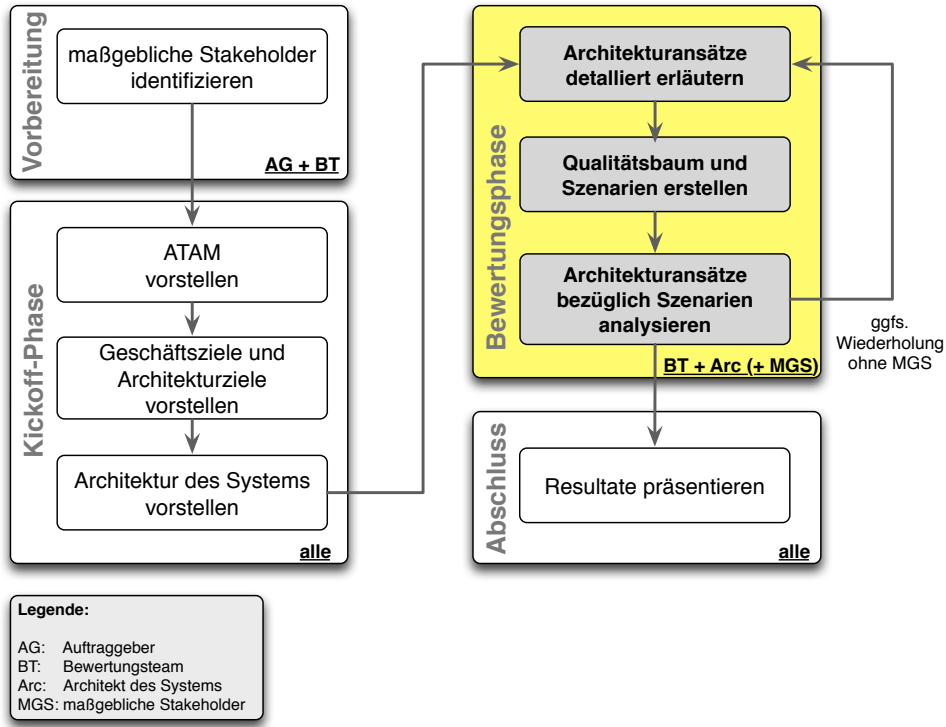 Vorbereitung
maßgebliche Stakeholder
identifizieren
AG + BT
Kickoff-Phase
ATAM
vorstellen
Geschäftsziele und
Architekturziele
vorstellen
Architektur des Systems
vorstellen
alle
Bewertungsphase
Architekturansätze
detalliert erläutern
Qualitätsbaum und
Szenarien erstellen
Architekturansätze
bezüglich Szenarien
analysieren
BT + Arc (+ MGS)
ggfs.
Wiederholung
ohne MGS
Abschluss
Resultate präsentieren
alle
Legende:
AG: Auftraggeber
BT: Bewertungsteam
Arc: Architekt des Systems
MGS: maßgebliche Stakeholder